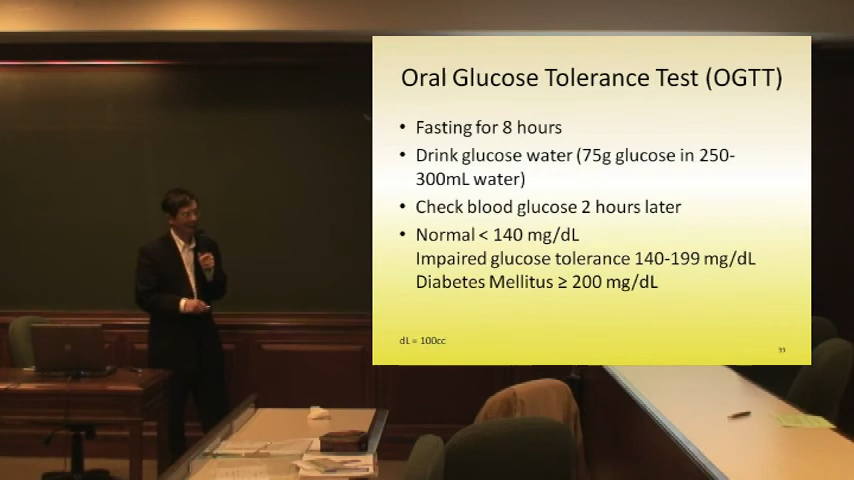 Oral Glucose Tolerance Test (OGTT)
• Fasting for 8 hours
• Drink glucose water (75g glucose in 250-
300mL water)
• Check blood glucose 2 hours later
• Normal < 140 mg/dL
Impaired glucose tolerance 140-199 mg/dL
Diabetes Mellitus ≥ 200 mg/dL
dL = 100cc